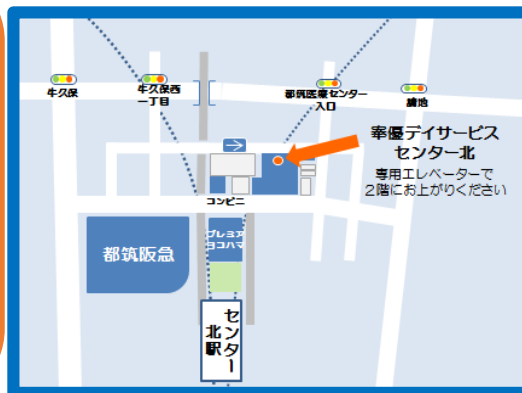 牛久保
牛久保西
一丁目
都筑医療センター
入口
境池
率優デイサービス
センター北
専用エレベーターで
2階にお上がりください
コンビニ
プレミア
ヨコハマ
都筑阪急
センター
北駅